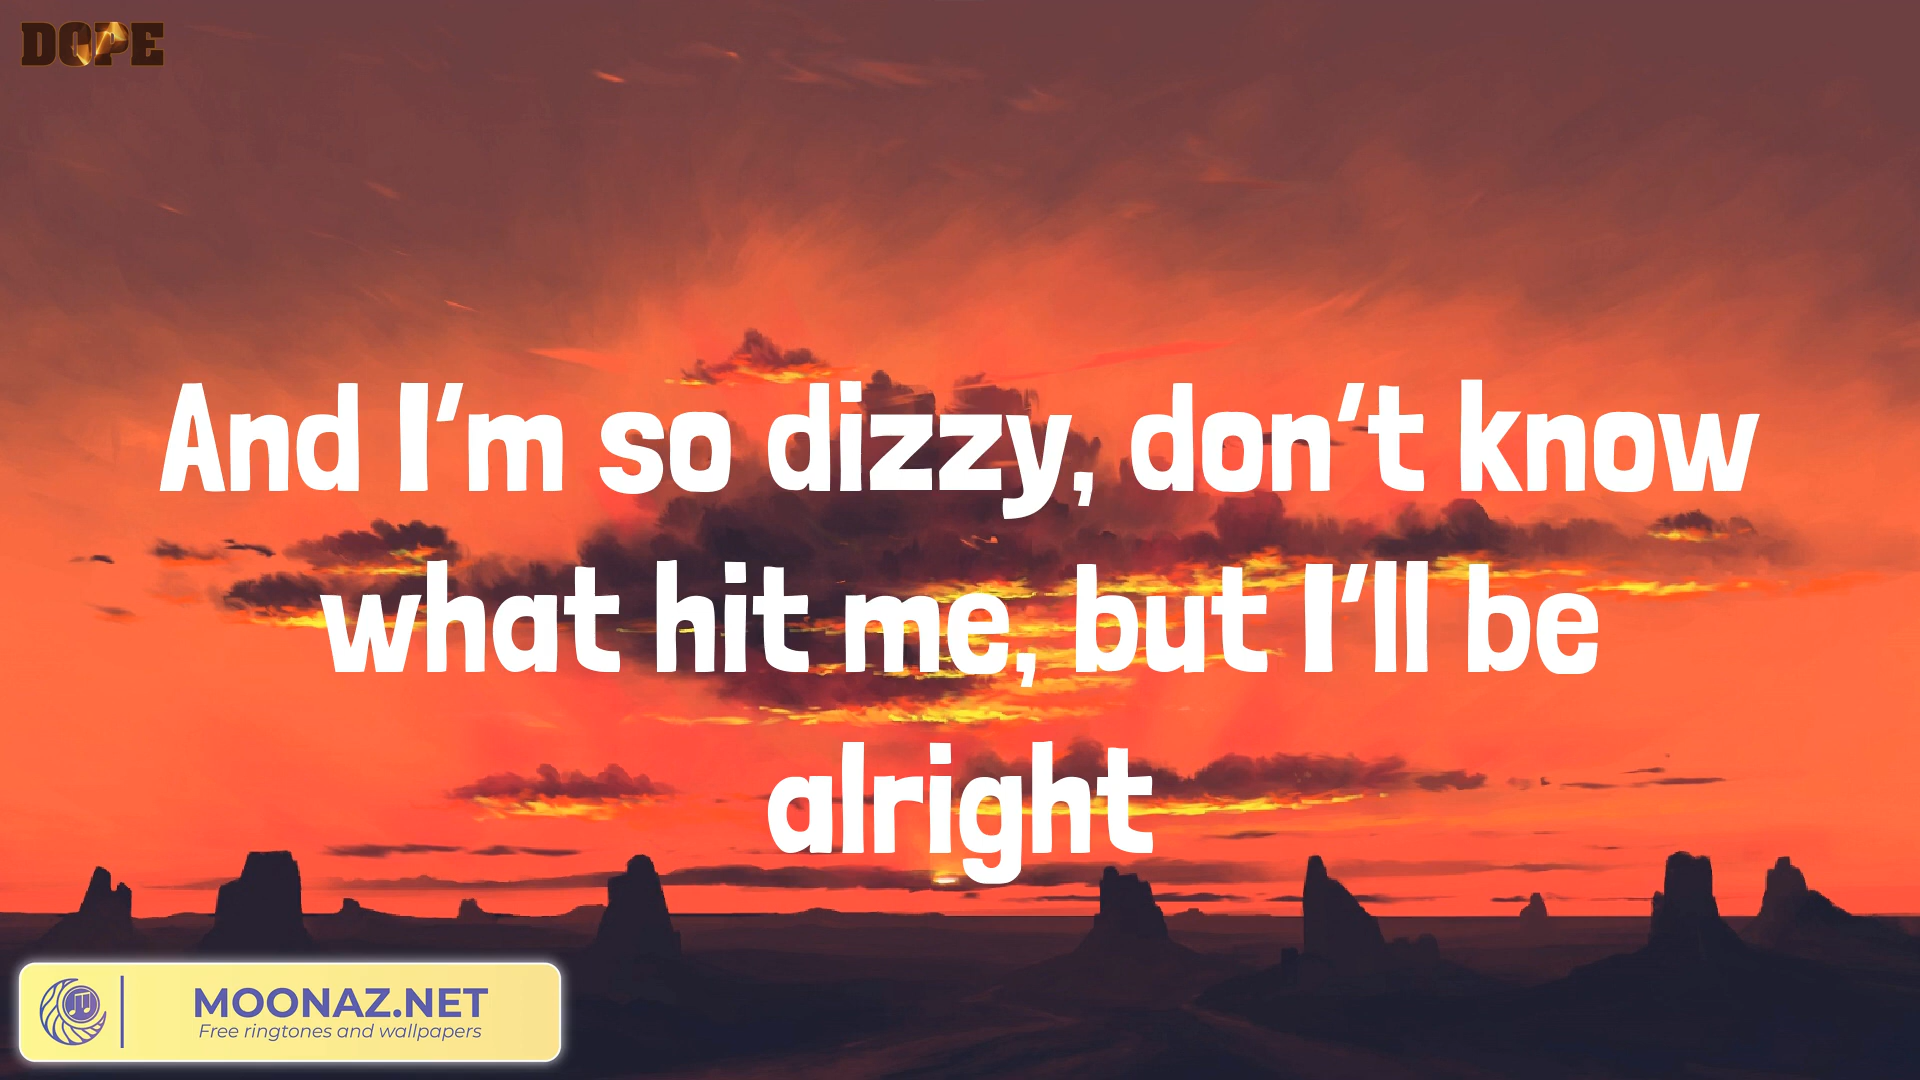 DOPE
And I'm so dizzy, don't know
what hit me, but I'll be
alright
MOONAZ.NET
Free ringtones and wallpapers